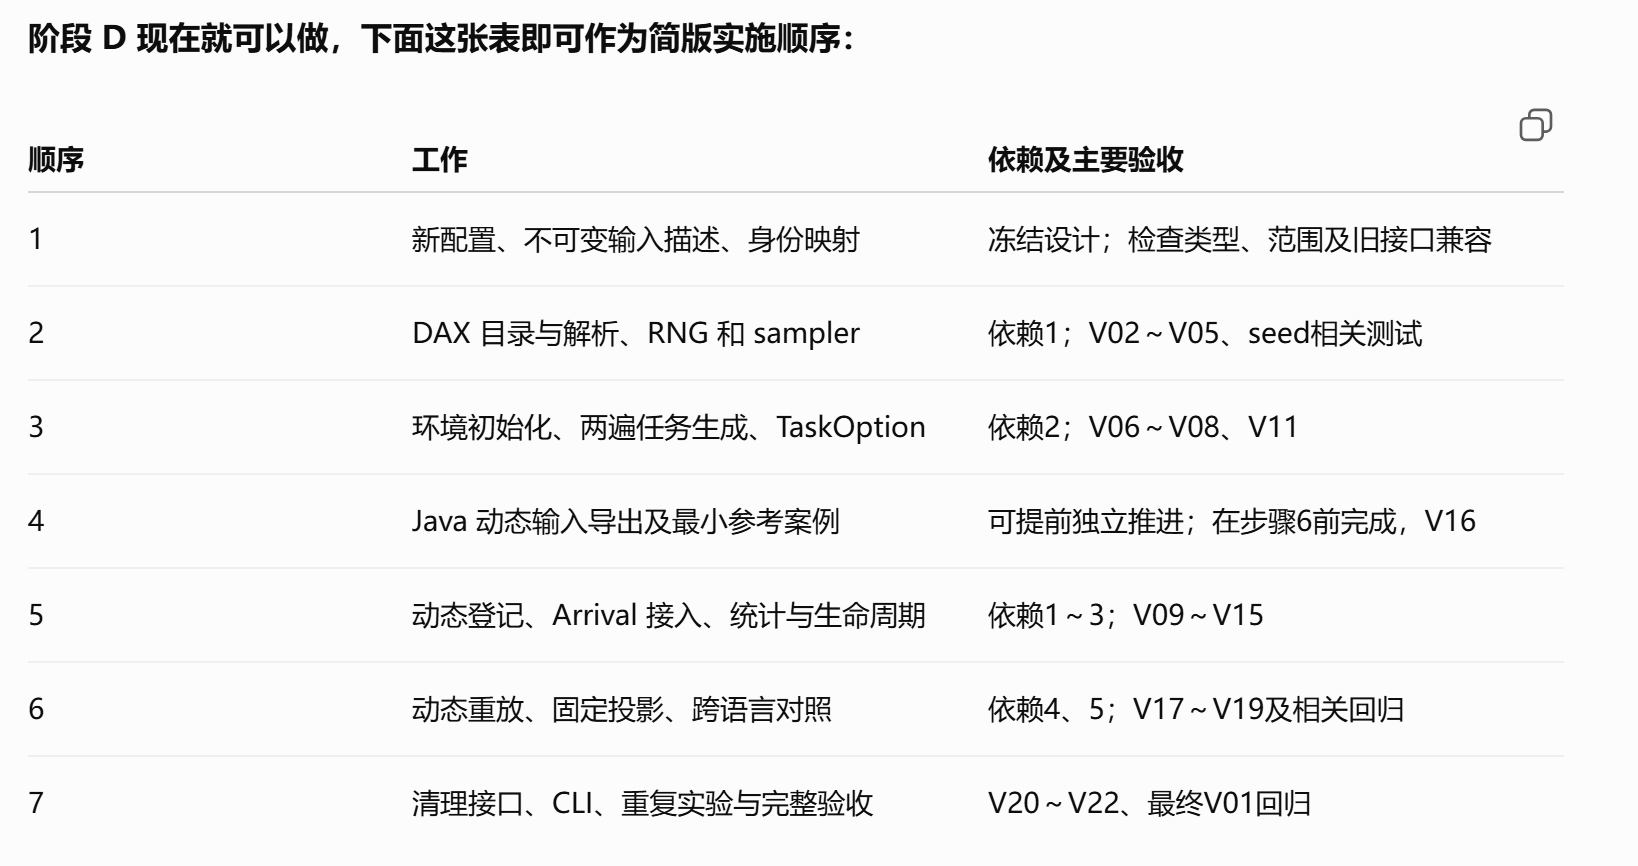 阶段 D 现在就可以做，下面这张表即可作为简版实施顺序：
顺序 工作 依赖及主要验收
1 新配置、不可变输入描述、身份映射 冻结设计；检查类型、范围及旧接口兼容
2 DAX 目录与解析、RNG 和 sampler 依赖1；V02～V05、seed相关测试
3 环境初始化、两遍任务生成、TaskOption 依赖2；V06～V08、V11
4 Java 动态输入导出及最小参考案例 可提前独立推进；在步骤6前完成，V16
5 动态登记、Arrival 接入、统计与生命周期 依赖1～3；V09～V15
6 动态重放、固定投影、跨语言对照 依赖4、5；V17～V19及相关回归
7 清理接口、CLI、重复实验与完整验收 V20～V22、最终V01回归